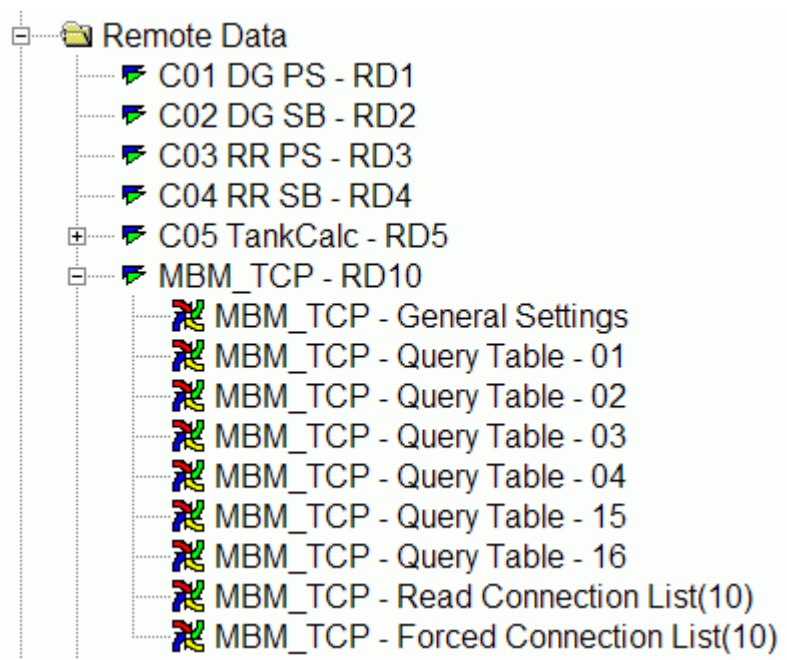 Remote Data
C01 DG PS - RD1
C02 DG SB - RD2
C03 RR PS - RD3
C04 RR SB - RD4
C05 TankCalc - RD5
MBM_TCP - RD10
MBM_TCP - General Settings
MBM_TCP - Query Table - 01
MBM_TCP - Query Table - 02
MBM_TCP - Query Table - 03
MBM_TCP - Query Table - 04
MBM_TCP - Query Table - 15
MBM_TCP - Query Table - 16
MBM_TCP - Read Connection List(10)
MBM_TCP - Forced Connection List(10)